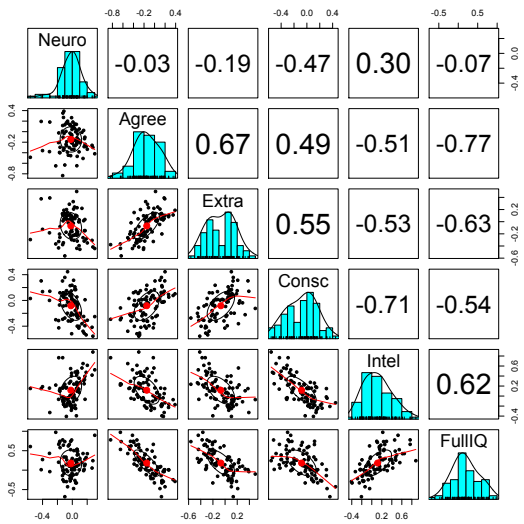 -0.8 -0.2 0.4
-0.4 0.0 0.4
-0.5 0.5
Neuro -0.03 -0.19 -0.47 0.30 -0.07 -0.4 0.0
-0.8 -0.2 0.4 Agree 0.67 0.49 -0.51 -0.77
Extra 0.55 -0.53 -0.63 -0.6 -0.2 0.2
-0.4 0.0 0.4 Consc -0.71 -0.54
Intel 0.62 -0.2 0.4
-0.5 0.5 FullIQ
-0.4 0.0
-0.6 -0.2 0.2
-0.2 0.2 0.6